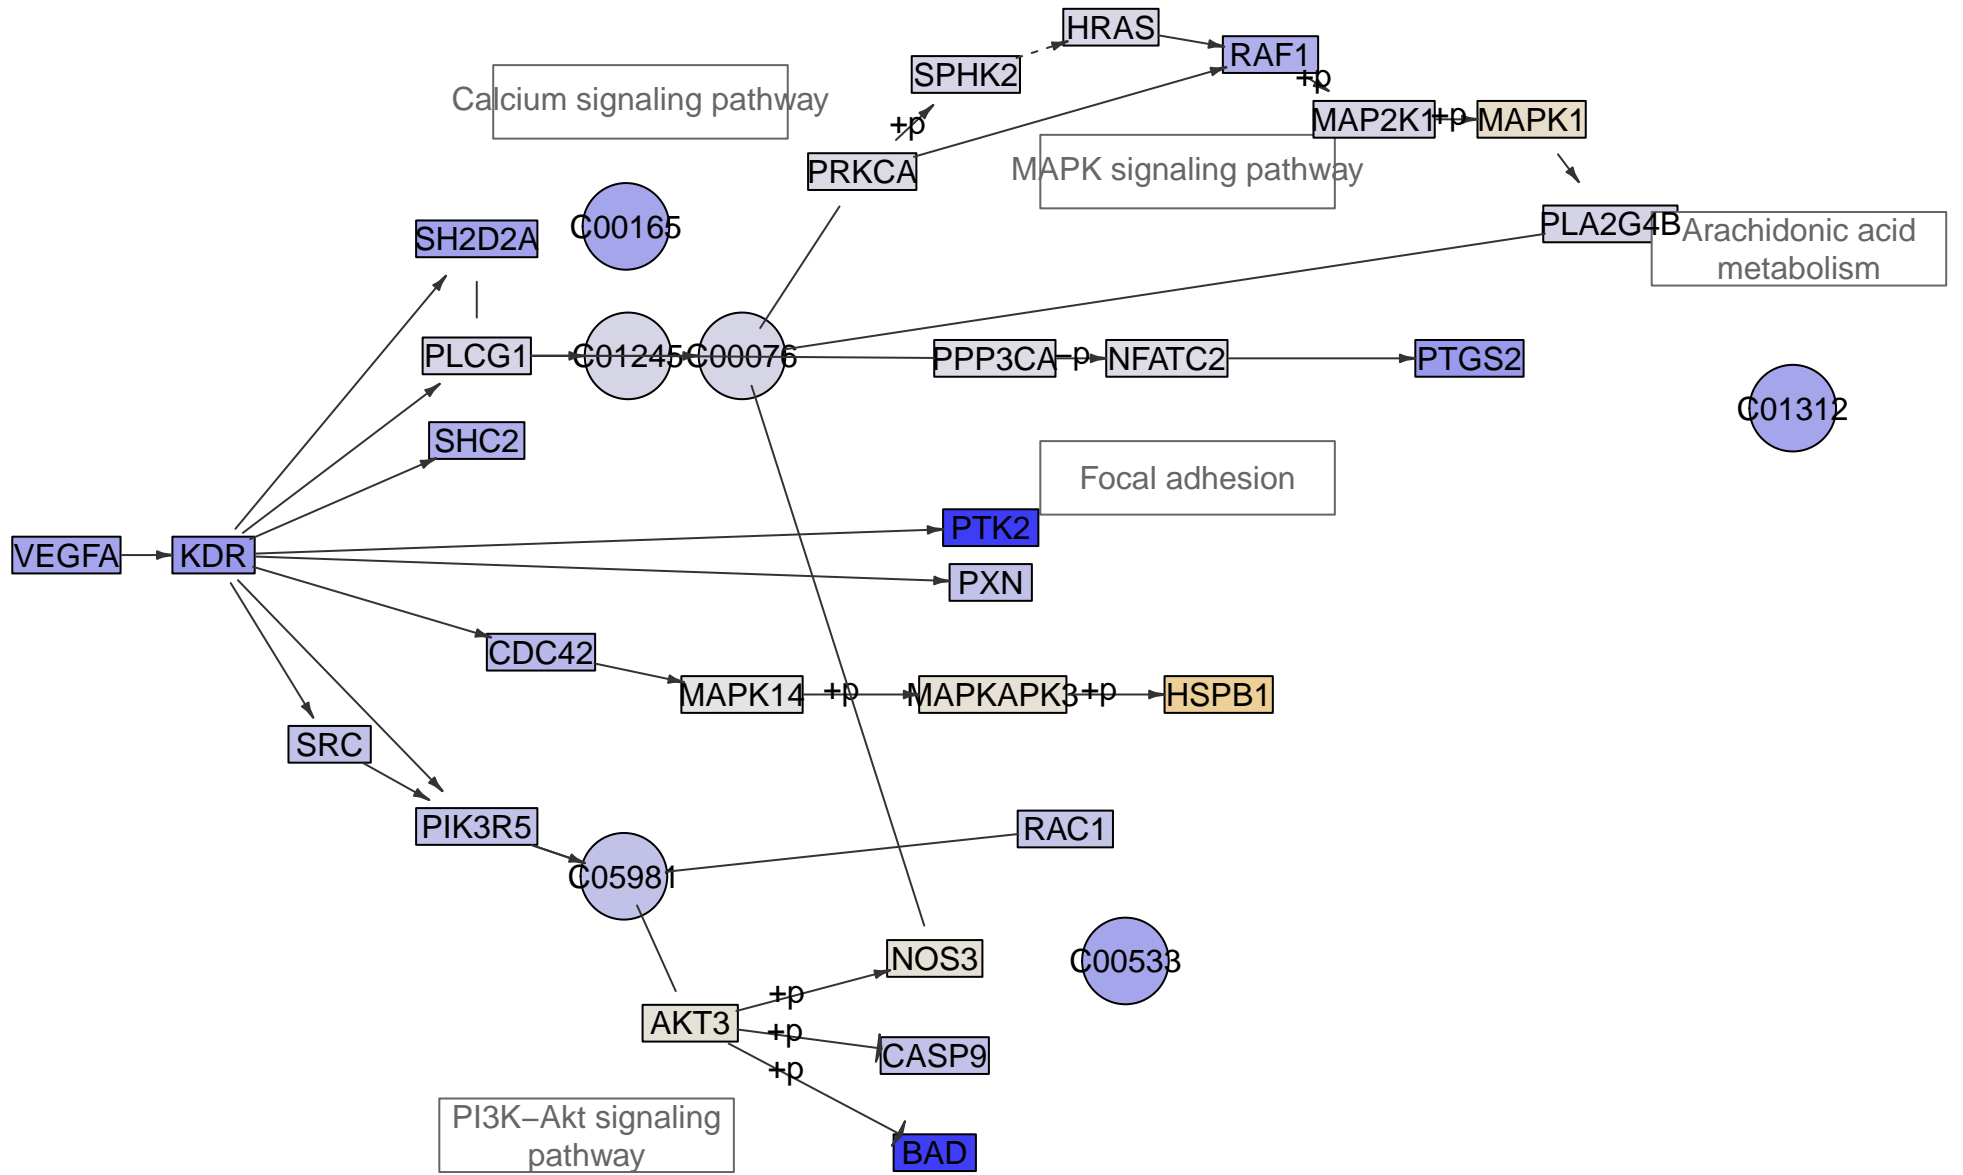 HRAS
RAF1
+p
SPHK2
Calcium signaling pathway
+p
MAP2K1
+p
MAPK1
PRKCA
MAPK signaling pathway
SH2D2A
C00165
PLA2G4B
Arachidonic acid
metabolism
PLCG1
C01245
C00076
PPP3CA
−p
NFATC2
PTGS2
C01312
SHC2
Focal adhesion
PTK2
VEGFA
KDR
PXN
CDC42
MAPK14
+p
MAPKAPK3
+p
HSPB1
SRC
PIK3R5
RAC1
C05981
NOS3
C00533
+p
AKT3
+p
CASP9
+p
PI3K−Akt signaling
pathway
BAD